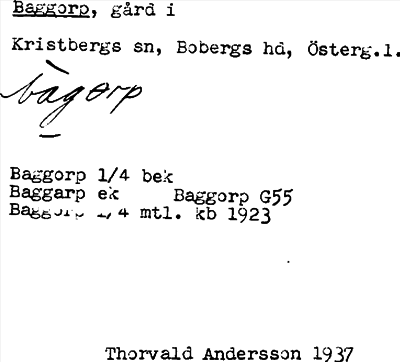 Baggorp, gård i
Kristbergs sn, Bobergs hd, Österg.l.
bàgorp
Baggorp 1/4 bek
Baggarp ek Baggorp G55
Baggorp 1/4 mtl. kb 1923
Thorvald Andersson 1937